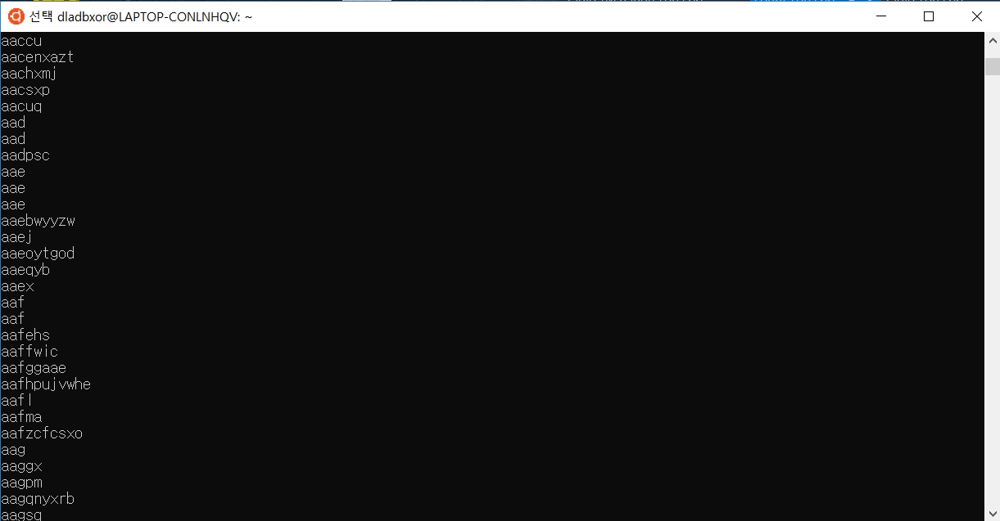 선택 dladbxor@LAPTOP-CONLNHQV: ~
aaccu
aacenxazt
aachxmj
aacsxp
aacuq
aad
aad
aadpsc
aae
aae
aae
aaebwyyzw
aaej
aaeoytgod
aaeqyb
aaex
aaf
aaf
aafehs
aaffwic
aafggaae
aafhpujvwhe
aafl
aafma
aafzcfcsxo
aag
aaggx
aagpm
aagqnyxrb
aagsq